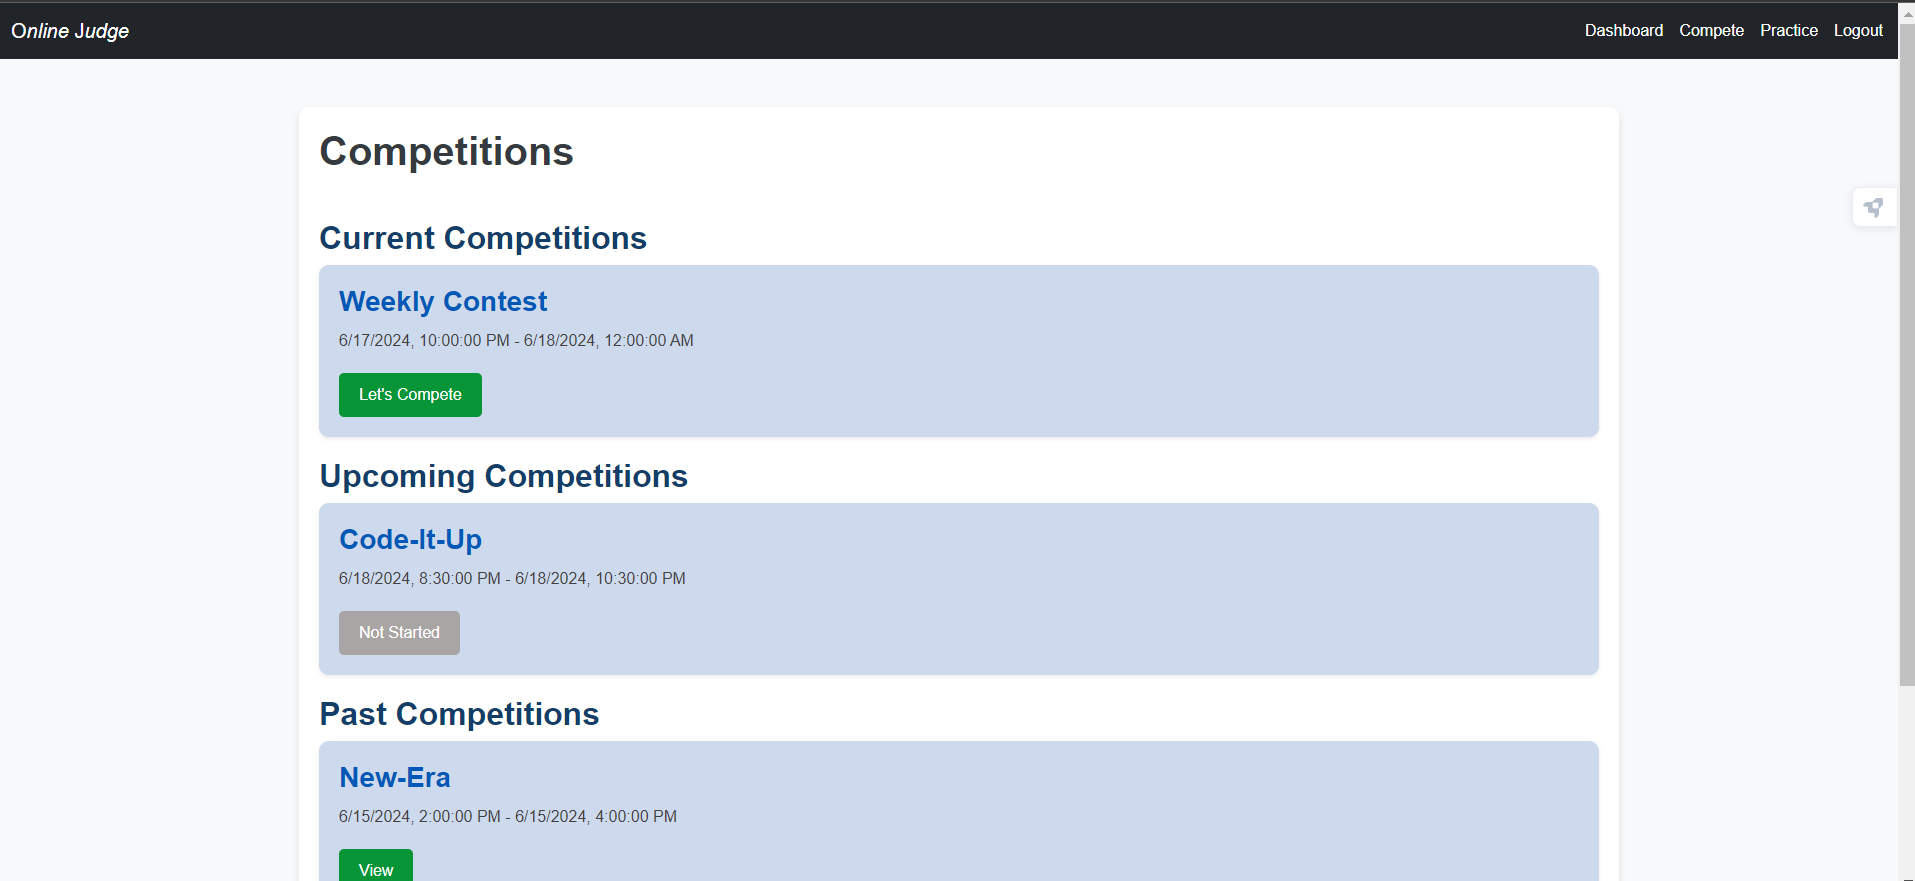 Online Judge
Dashboard Compete Practice Logout
Competitions
Current Competitions
Weekly Contest
6/17/2024, 10:00:00 PM - 6/18/2024, 12:00:00 AM
Let's Compete
Upcoming Competitions
Code-It-Up
6/18/2024, 8:30:00 PM - 6/18/2024, 10:30:00 PM
Not Started
Past Competitions
New-Era
6/15/2024, 2:00:00 PM - 6/15/2024, 4:00:00 PM
View